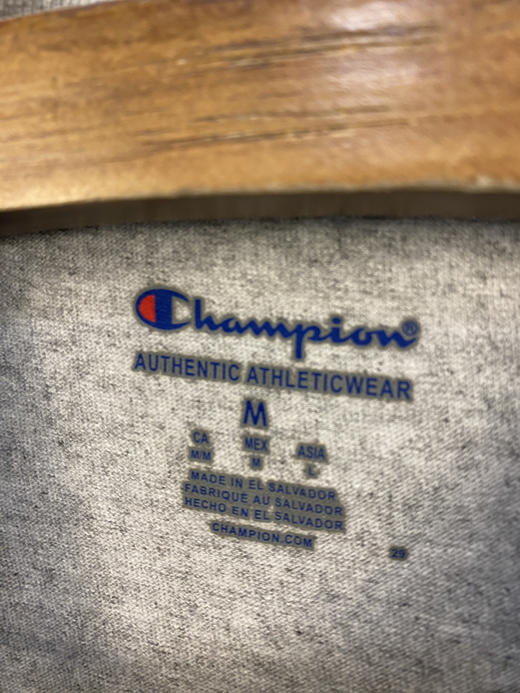 Champion®
AUTHENTIC ATHLETICWEAR
M
CA MEX ASIA
M/M M L
MADE IN EL SALVADOR
FABRIQUE AU SALVADOR
HECHO EN EL SALVADOR
CHAMPION.COM
29